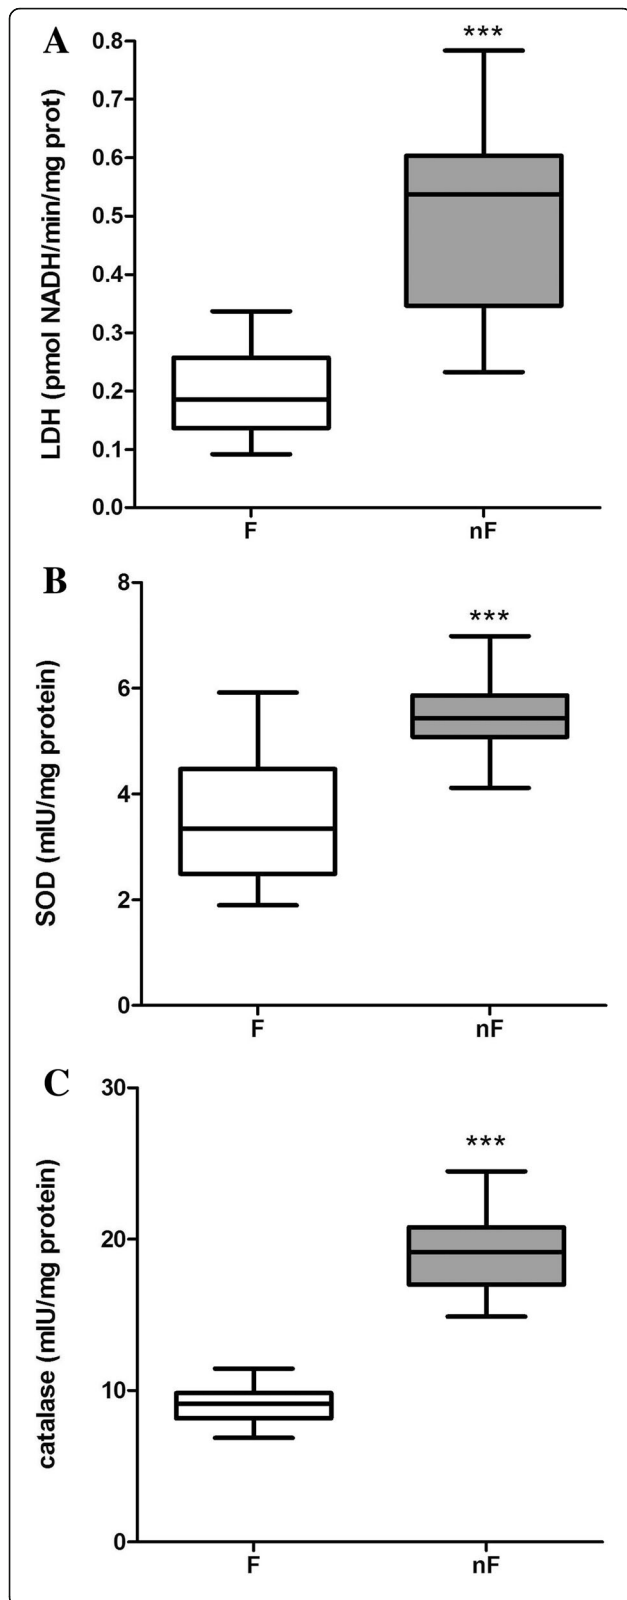 A
***
LDH (pmol NADH/min/mg prot)
0.8
0.7
0.6
0.5
0.4
0.3
0.2
0.1
0.0
F
nF
B
***
SOD (mIU/mg protein)
8
6
4
2
0
F
nF
C
***
catalase (mIU/mg protein)
30
20
10
0
F
nF